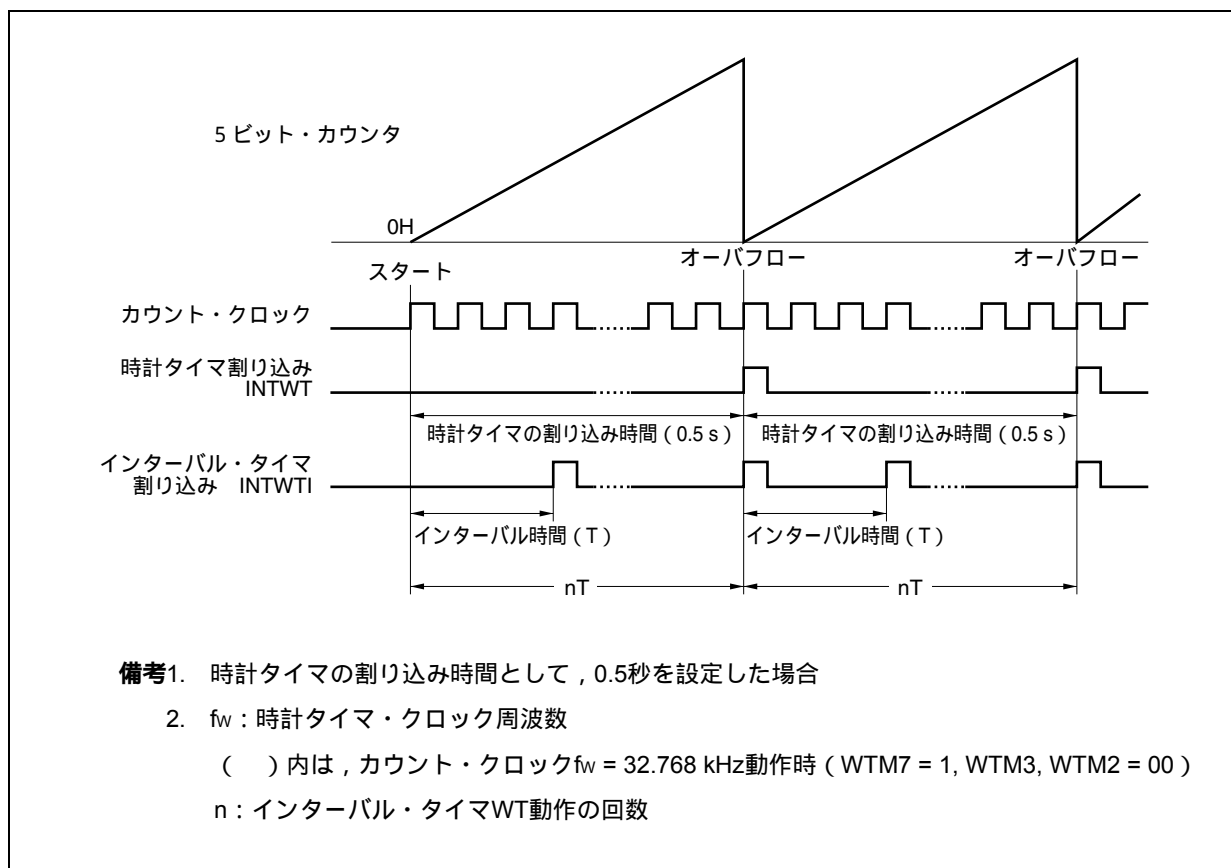 5 ビット・カウンタ
0H
スタート
オーバフロー
オーバフロー
カウント・クロック
時計タイマ割り込み
INTWT
時計タイマの割り込み時間（0.5 s）
時計タイマの割り込み時間（0.5 s）
インターバル・タイマ
割り込み　INTWTI
インターバル時間（T）
インターバル時間（T）
nT
nT
備考1.　時計タイマの割り込み時間として，0.5秒を設定した場合
2.　fw：時計タイマ・クロック周波数
（　）内は，カウント・クロックfw = 32.768 kHz動作時（WTM7 = 1, WTM3, WTM2 = 00）
n：インターバル・タイマWT動作の回数